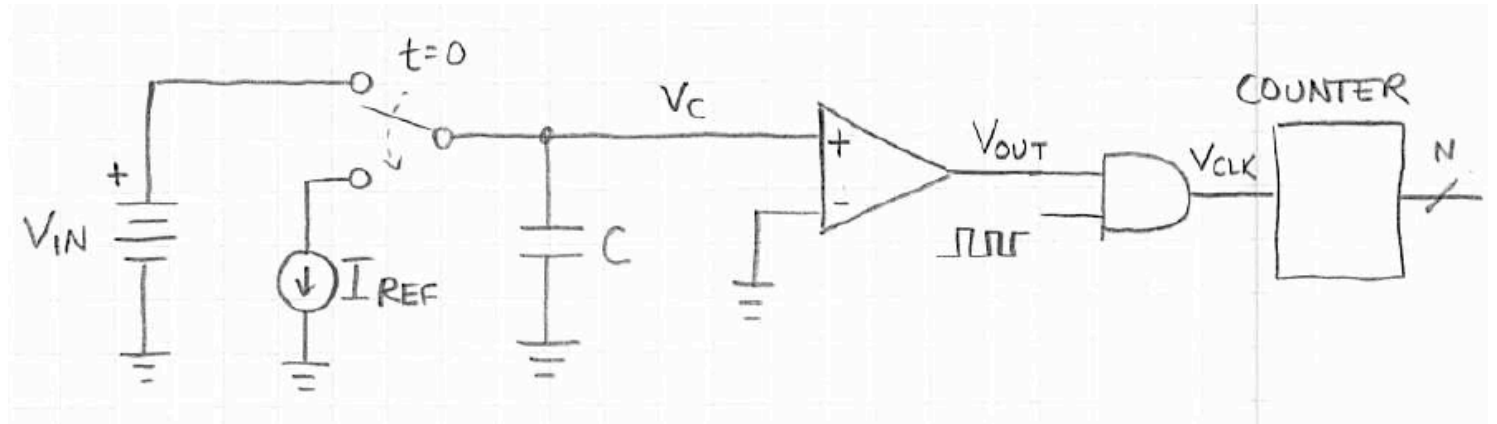 t=0
VC
COUNTER
+
VIN
IREF
C
+
-
VOUT
VCLK
N